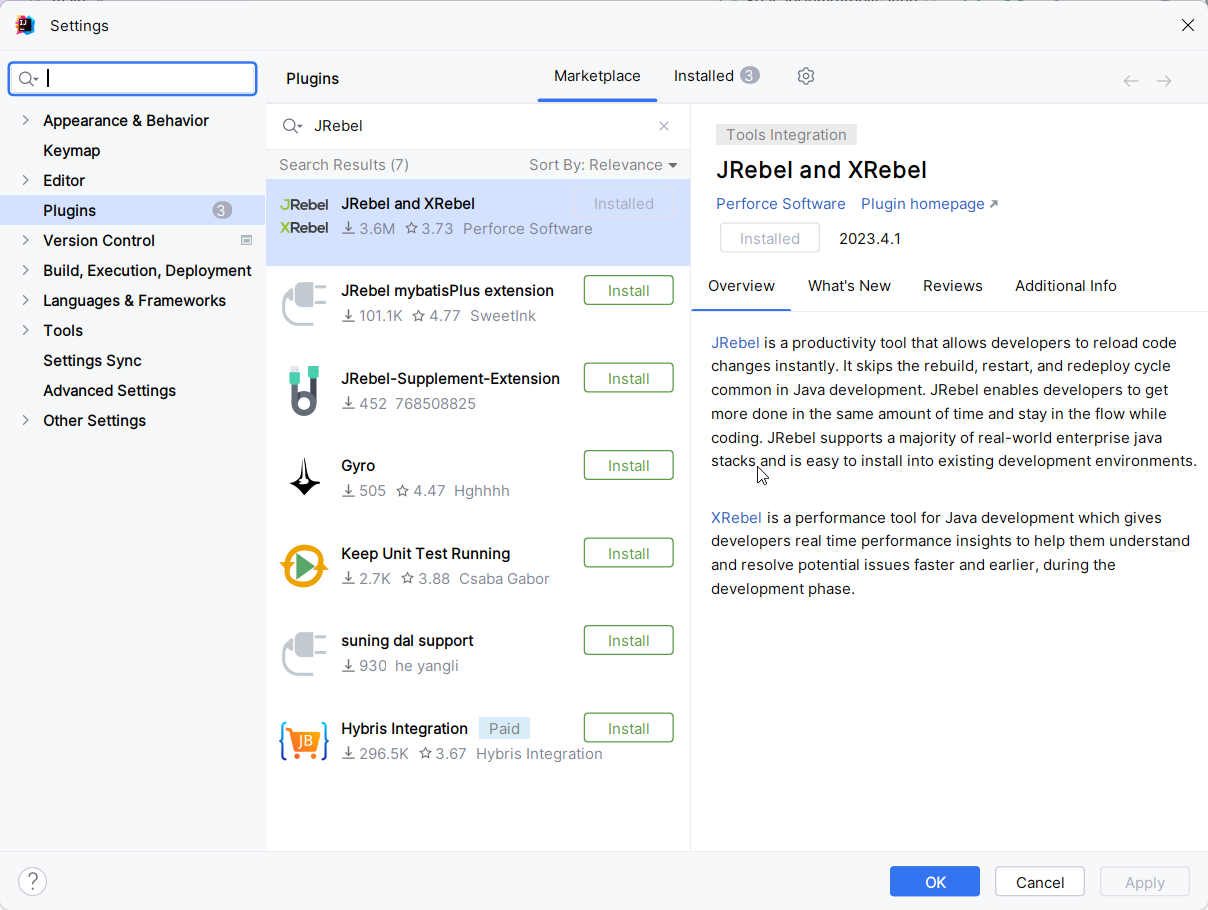 Settings
Plugins
Marketplace
Installed 3
Appearance & Behavior
Keymap
Editor
Plugins 3
Version Control
Build, Execution, Deployment
Languages & Frameworks
Tools
Settings Sync
Advanced Settings
Other Settings
JRebel
Search Results (7)
Sort By: Relevance
JRebel
XRebel
JRebel and XRebel
Installed
3.6M 3.73 Perforce Software
JRebel mybatisPlus extension
Install
101.1K 4.77 SweetInk
JRebel-Supplement-Extension
Install
452 768508825
Gyro
Install
505 4.47 Hghhhh
Keep Unit Test Running
Install
2.7K 3.88 Csaba Gabor
suning dal support
Install
930 he yangli
JB
Hybris Integration Paid
Install
296.5K 3.67 Hybris Integration
Tools Integration
JRebel and XRebel
Perforce Software Plugin homepage
Installed 2023.4.1
Overview What's New Reviews Additional Info
JRebel is a productivity tool that allows developers to reload code
changes instantly. It skips the rebuild, restart, and redeploy cycle
common in Java development. JRebel enables developers to get
more done in the same amount of time and stay in the flow while
coding. JRebel supports a majority of real-world enterprise java
stacks and is easy to install into existing development environments.
XRebel is a performance tool for Java development which gives
developers real time performance insights to help them understand
and resolve potential issues faster and earlier, during the
development phase.
?
OK
Cancel
Apply